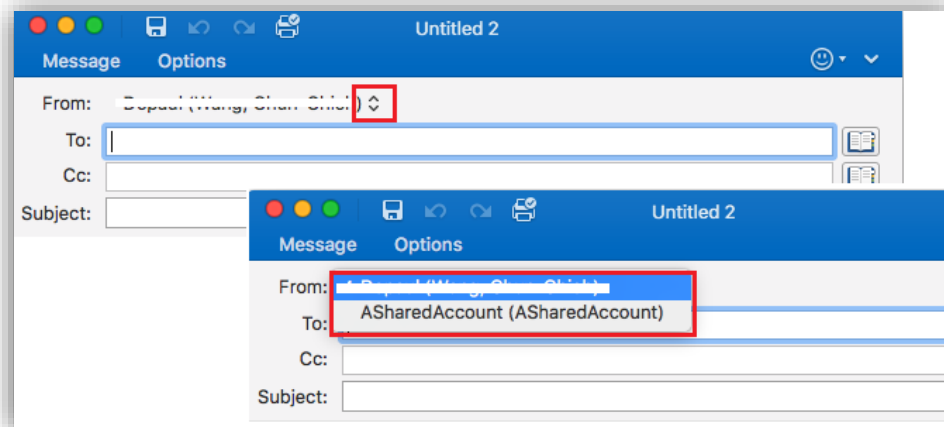 Untitled 2
Message Options
From:
To:
Cc:
Subject:
Untitled 2
Message Options
From:
ASharedAccount (ASharedAccount)
To:
Cc:
Subject: